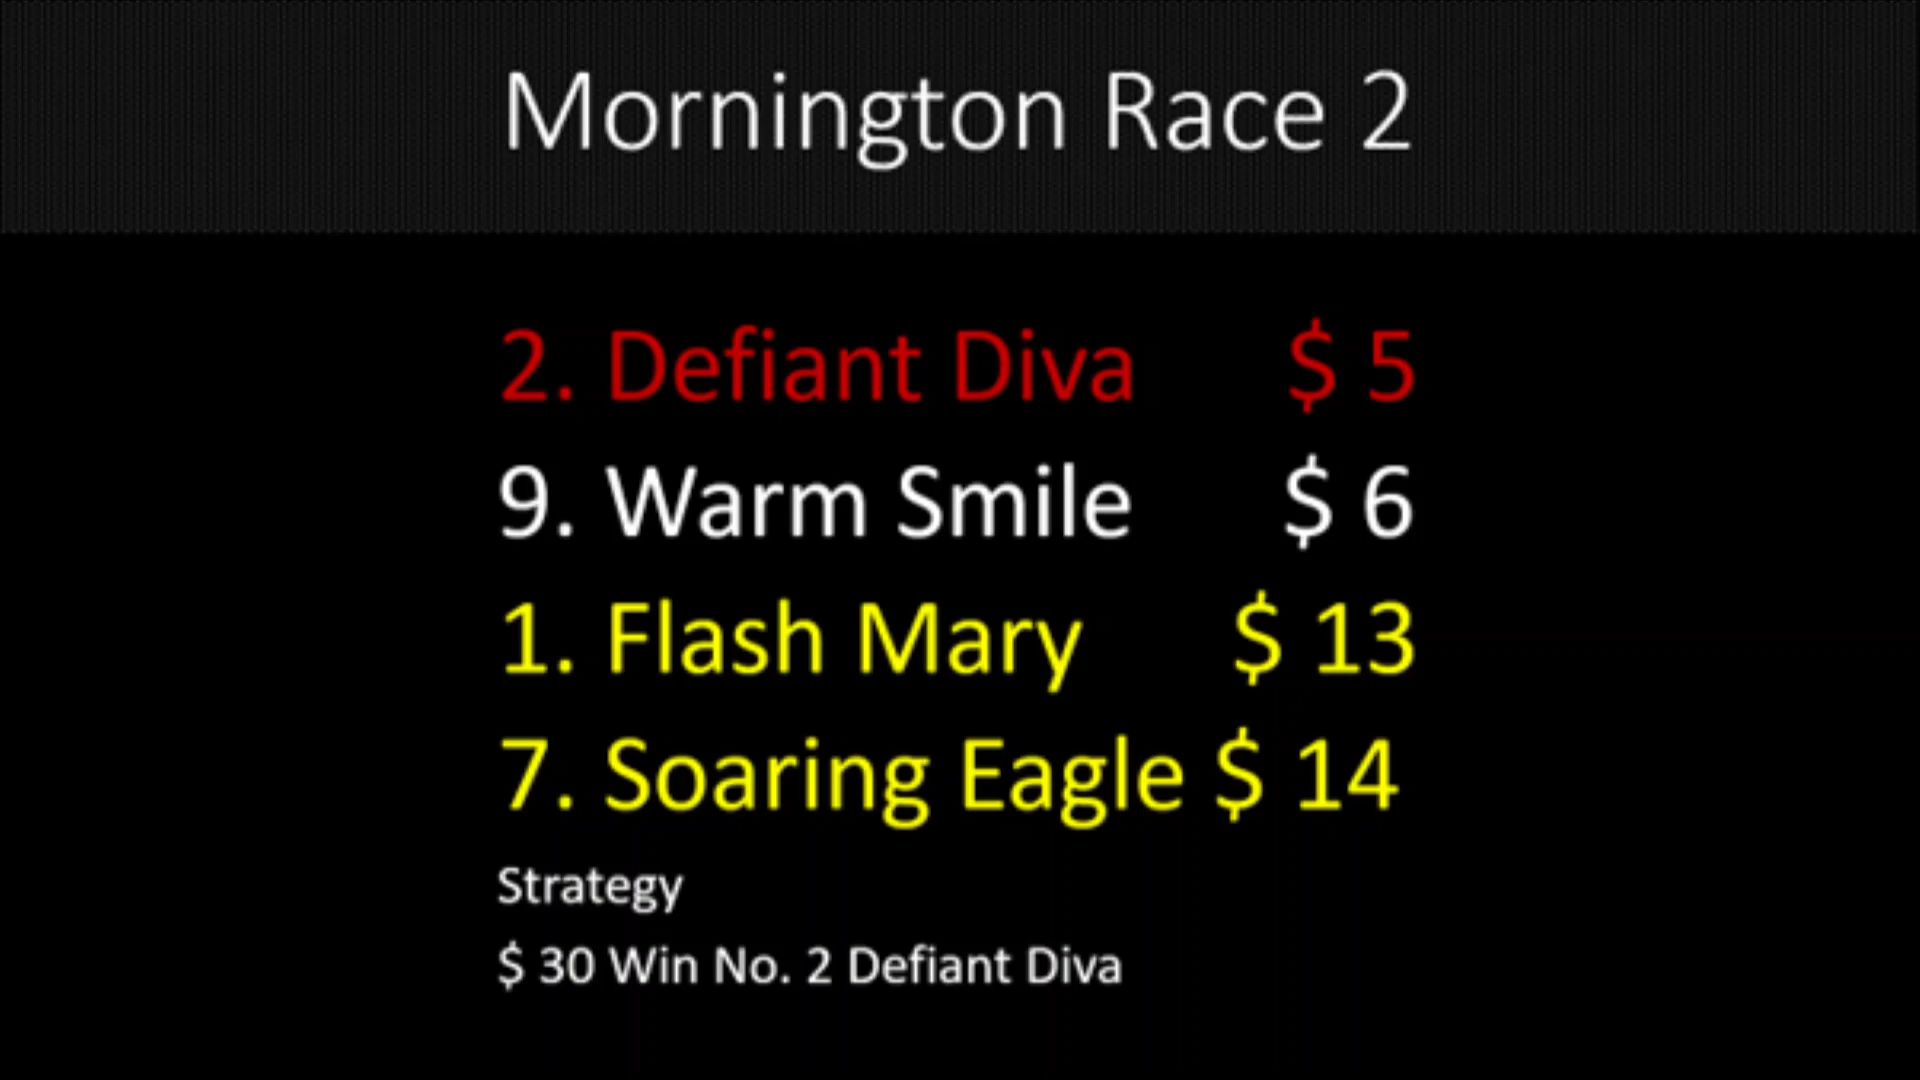 Mornington Race 2
2. Defiant Diva $ 5
9. Warm Smile $ 6
1. Flash Mary $ 13
7. Soaring Eagle $ 14
Strategy
$ 30 Win No. 2 Defiant Diva